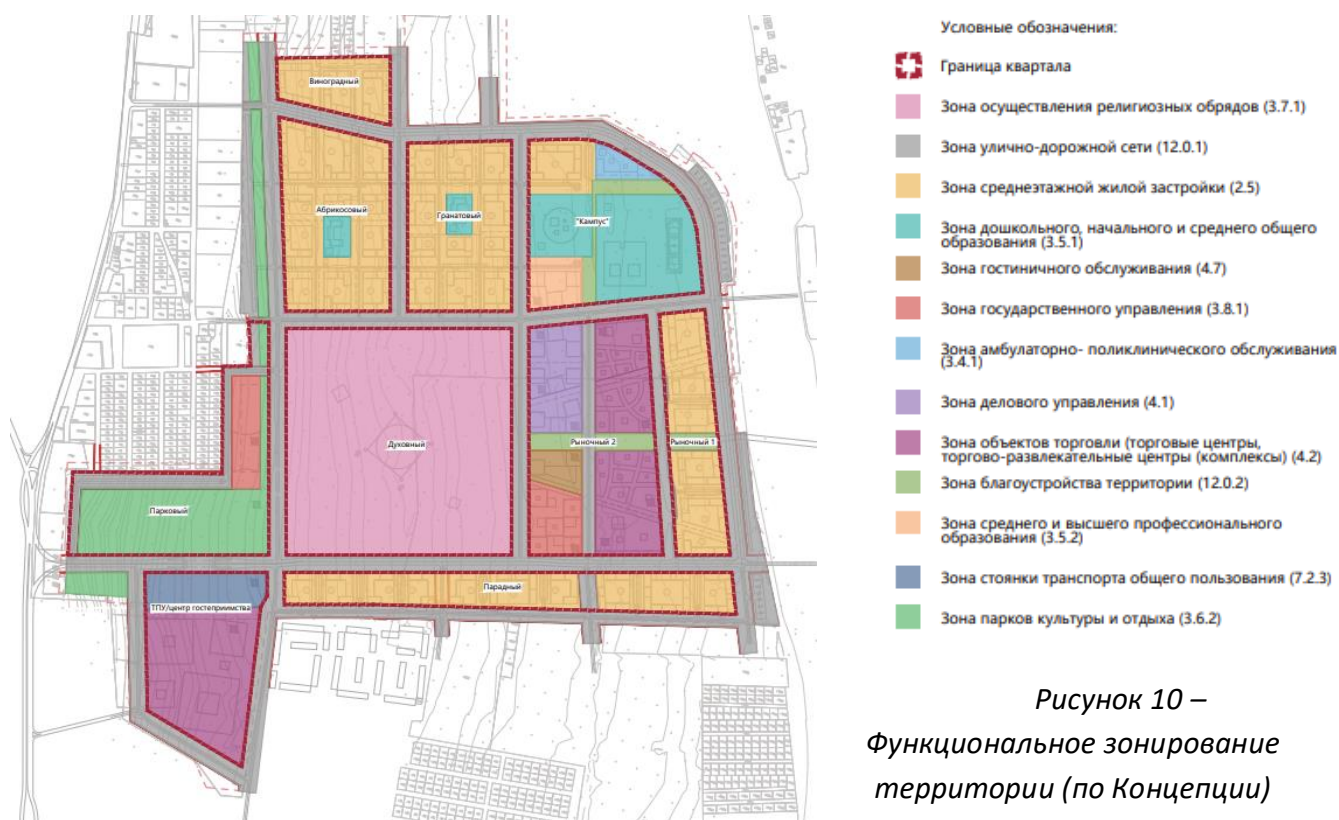 Виноградный
Абрикосовый
Гранатовый
"Кампус"
Духовный
Рыночный 2
Рыночный 1
Парковый
Парадный
ТПУ/центр гостеприимства
Условные обозначения:
Граница квартала
Зона осуществления религиозных обрядов (3.7.1)
Зона улично-дорожной сети (12.0.1)
Зона среднеэтажной жилой застройки (2.5)
Зона дошкольного, начального и среднего общего
образования (3.5.1)
Зона гостиничного обслуживания (4.7)
Зона государственного управления (3.8.1)
Зона амбулаторно- поликлинического обслуживания
(3.4.1)
Зона делового управления (4.1)
Зона объектов торговли (торговые центры,
торгово-развлекательные центры (комплексы) (4.2)
Зона благоустройства территории (12.0.2)
Зона среднего и высшего профессионального
образования (3.5.2)
Зона стоянки транспорта общего пользования (7.2.3)
Зона парков культуры и отдыха (3.6.2)
Рисунок 10 –
Функциональное зонирование
территории (по Концепции)